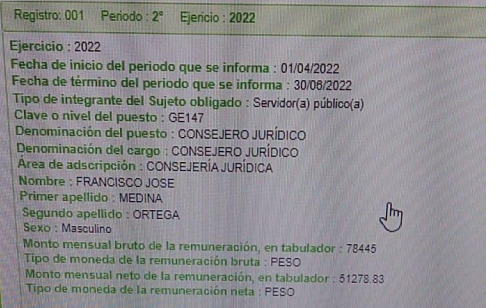 Registro: 001 Periodo : 2° Ejericio : 2022
Ejercicio : 2022
Fecha de inicio del periodo que se informa : 01/04/2022
Fecha de término del periodo que se informa : 30/06/2022
Tipo de integrante del Sujeto obligado : Servidor(a) público(a)
Clave o nivel del puesto : GE147
Denominación del puesto : CONSEJERO JURÍDICO
Denominación del cargo : CONSEJERO JURÍDICO
Área de adscripción : CONSEJERÍA JURÍDICA
Nombre : FRANCISCO JOSE
Primer apellido : MEDINA
Segundo apellido : ORTEGA
Sexo : Masculino
Monto mensual bruto de la remuneración, en tabulador : 78445
Tipo de moneda de la remuneración bruta : PESO
Monto mensual neto de la remuneración, en tabulador : 51278.83
Tipo de moneda de la remuneración neta : PESO